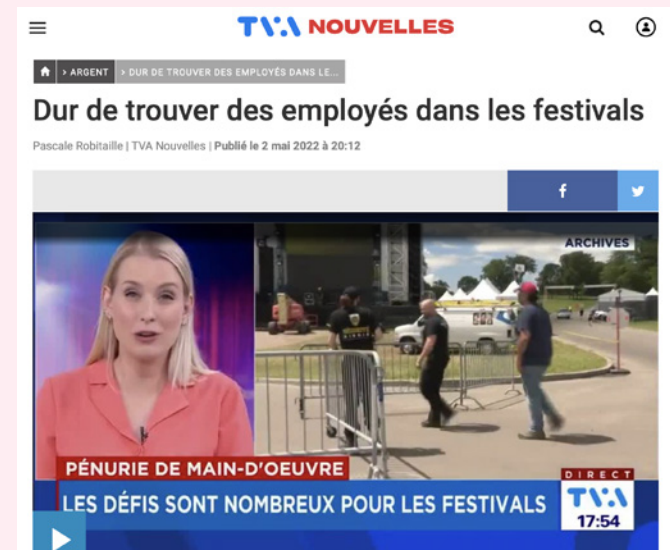 TVA NOUVELLES
> ARGENT > DUR DE TROUVER DES EMPLOYÉS DANS LE...
Dur de trouver des employés dans les festivals
Pascale Robitaille | TVA Nouvelles | Publié le 2 mai 2022 à 20:12
f
ARCHIVES
PÉNURIE DE MAIN-D'OEUVRE
DIRECT
LES DÉFIS SONT NOMBREUX POUR LES FESTIVALS
TVA
17:54